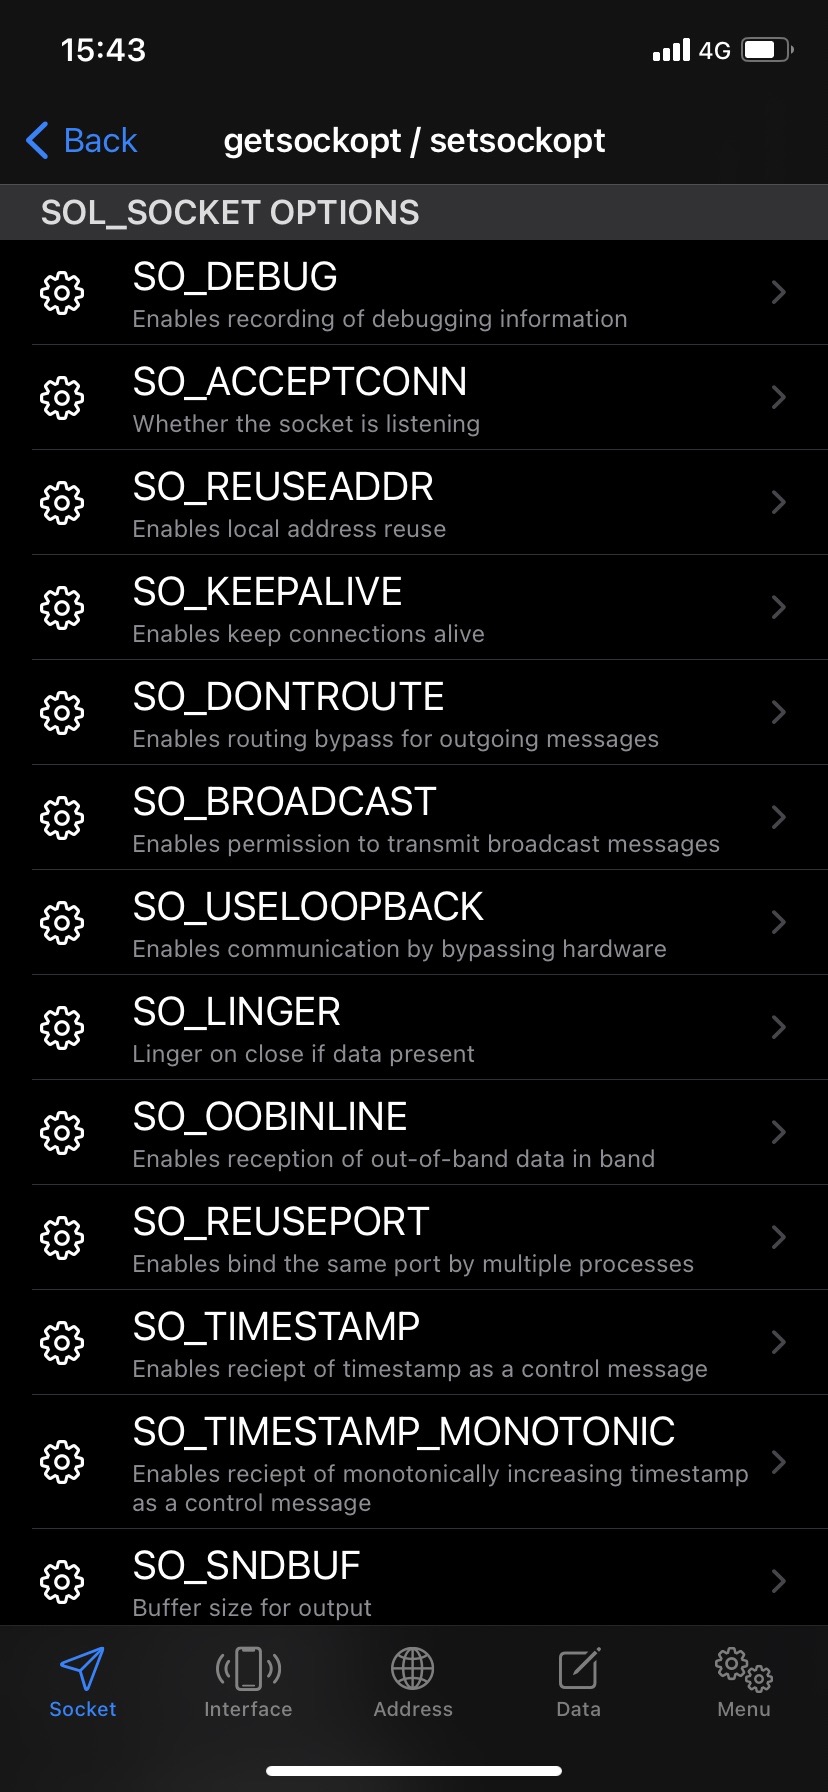 15:43
4G
Back
getsockopt / setsockopt
SOL_SOCKET OPTIONS
SO_DEBUG
Enables recording of debugging information
SO_ACCEPTCONN
Whether the socket is listening
SO_REUSEADDR
Enables local address reuse
SO_KEEPALIVE
Enables keep connections alive
SO_DONTROUTE
Enables routing bypass for outgoing messages
SO_BROADCAST
Enables permission to transmit broadcast messages
SO_USELOOPBACK
Enables communication by bypassing hardware
SO_LINGER
Linger on close if data present
SO_OOBINLINE
Enables reception of out-of-band data in band
SO_REUSEPORT
Enables bind the same port by multiple processes
SO_TIMESTAMP
Enables reciept of timestamp as a control message
SO_TIMESTAMP_MONOTONIC
Enables reciept of monotonically increasing timestamp
as a control message
SO_SNDBUF
Buffer size for output
Socket
Interface
Address
Data
Menu